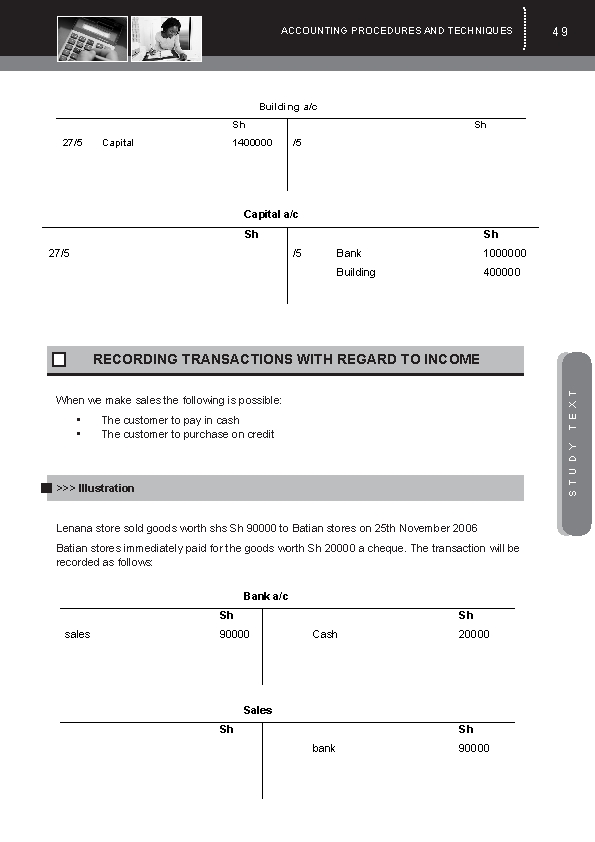 ACCOUNTING PROCEDURES AND TECHNIQUES 49
Building a/c
Sh Sh
27/5 Capital 1400000 /5
Capital a/c
Sh Sh
27/5 /5 Bank 1000000
Building 400000
RECORDING TRANSACTIONS WITH REGARD TO INCOME
When we make sales the following is possible:
• The customer to pay in cash
• The customer to purchase on credit
STUDY TEXT
>>> Illustration
Lenana store sold goods worth shs Sh 90000 to Batian stores on 25th November 2006
Batian stores immediately paid for the goods worth Sh 20000 a cheque. The transaction will be
recorded as follows:
Bank a/c
Sh Sh
sales 90000 Cash 20000
Sales
Sh Sh
bank 90000